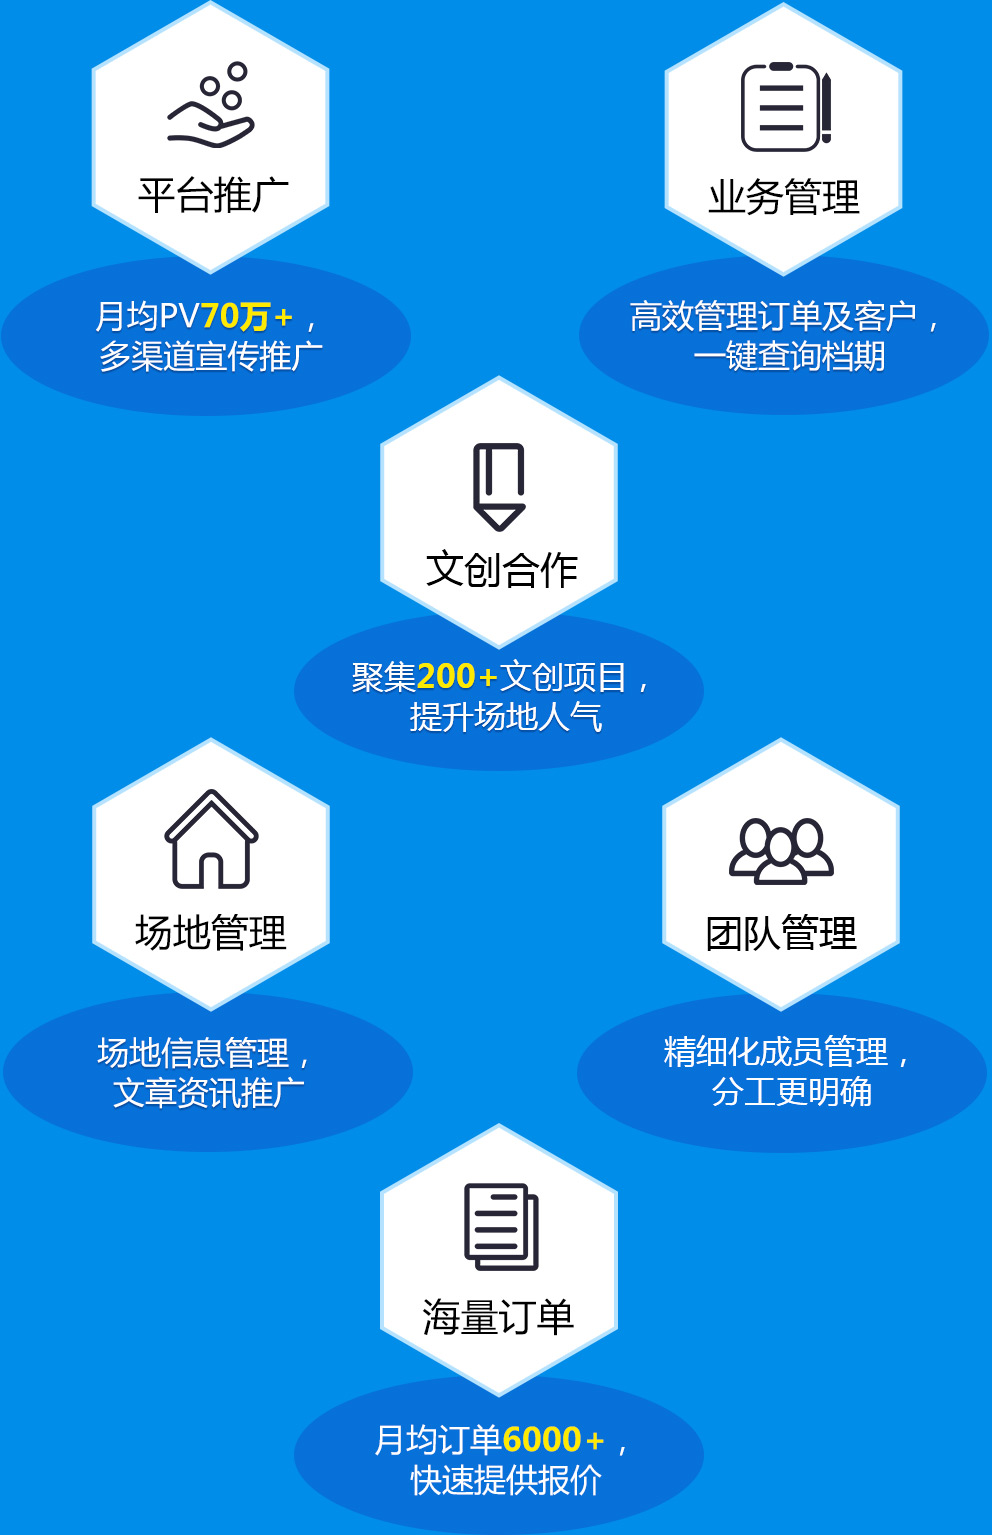 平台推广
月均PV70万+，
多渠道宣传推广
业务管理
高效管理订单及客户，
一键查询档期
文创合作
聚集200+文创项目，
提升场地人气
场地管理
场地信息管理，
文章资讯推广
团队管理
精细化成员管理，
分工更明确
海量订单
月均订单6000+，
快速提供报价